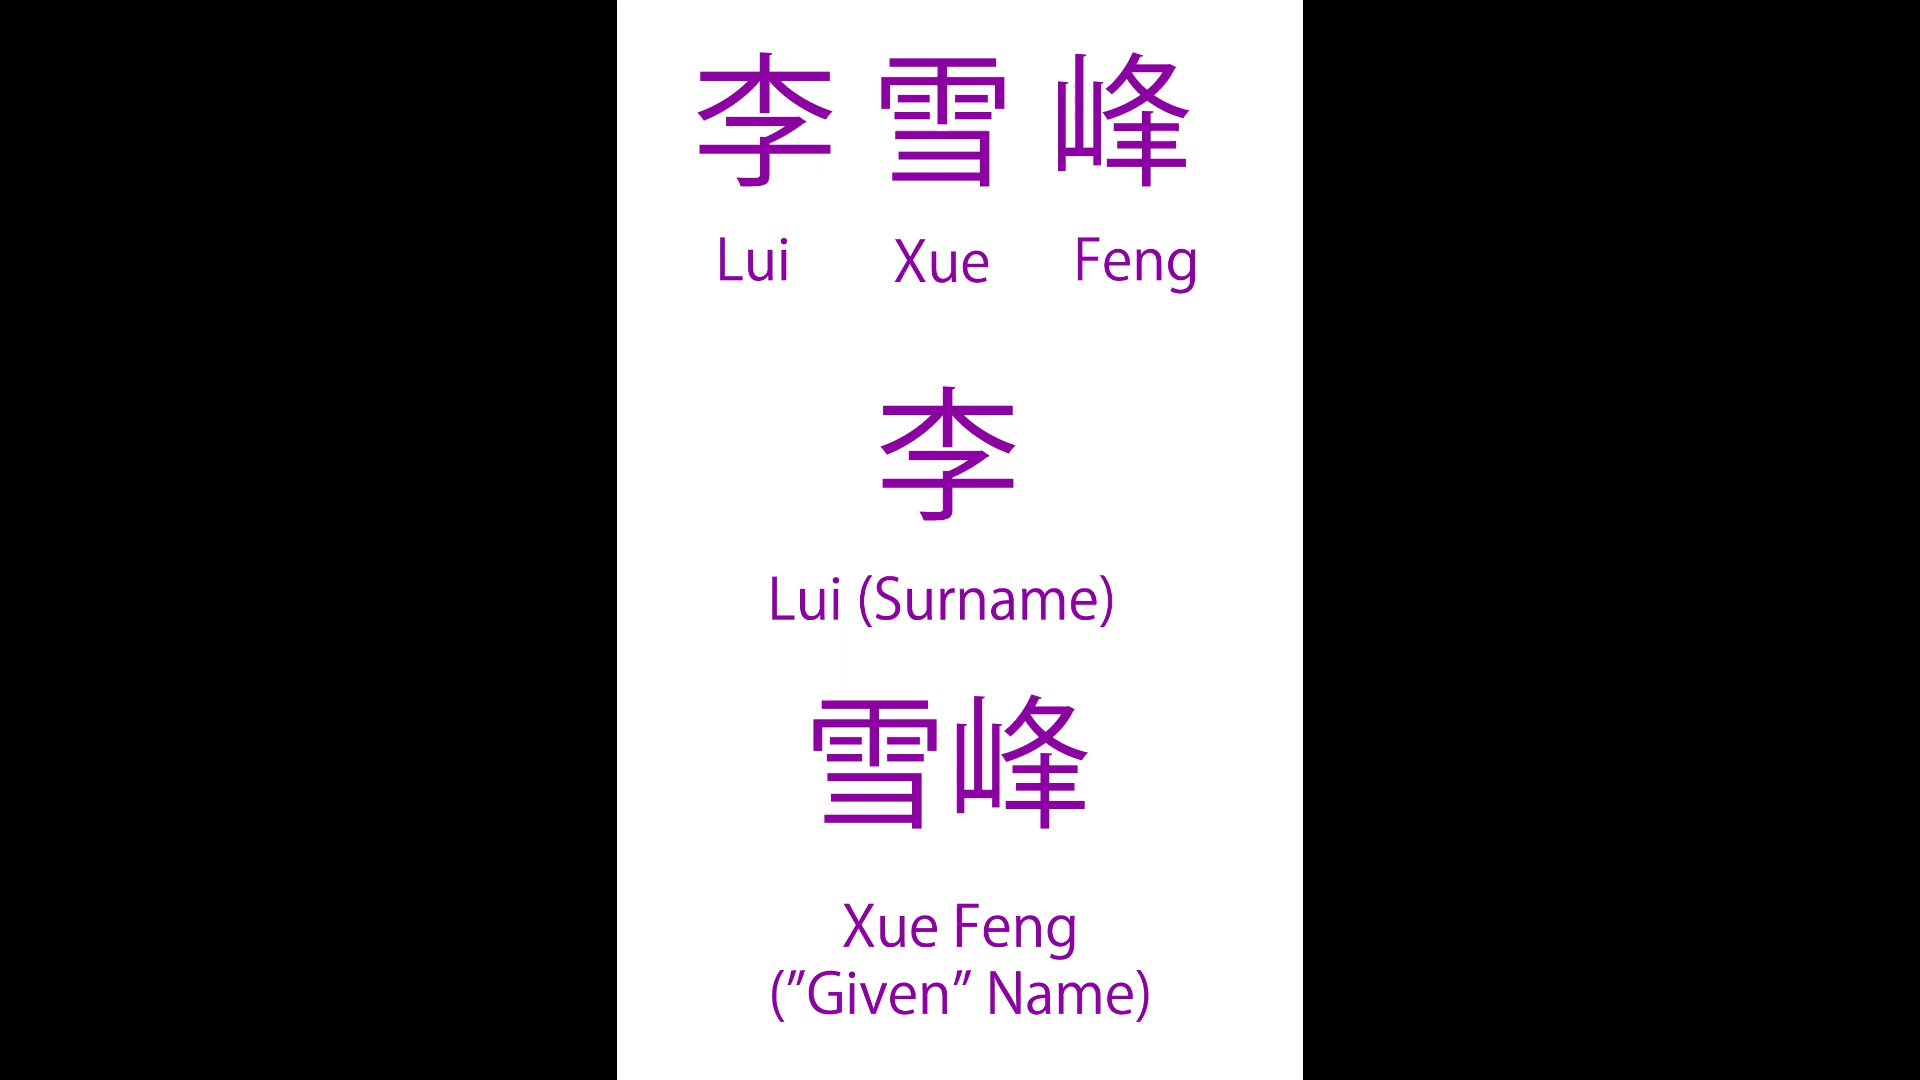 李 雪 峰
Lui Xue Feng
李
Lui (Surname)
雪峰
Xue Feng
(”Given” Name)